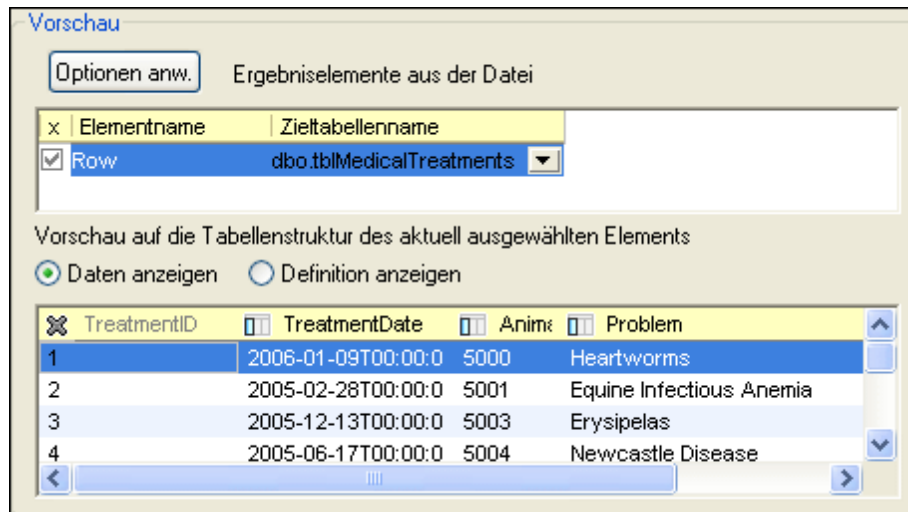 Vorschau
Optionen anw. Ergebniselemente aus der Datei
x Elementname Zieltabellenname
Row dbo.tblMedicalTreatments
Vorschau auf die Tabellenstruktur des aktuell ausgewählten Elements
Daten anzeigen Definition anzeigen
TreatmentID TreatmentDate Anima Problem
1 2006-01-09T00:00:0 5000 Heartworms
2 2005-02-28T00:00:0 5001 Equine Infectious Anemia
3 2005-12-13T00:00:0 5003 Erysipelas
4 2005-06-17T00:00:0 5004 Newcastle Disease